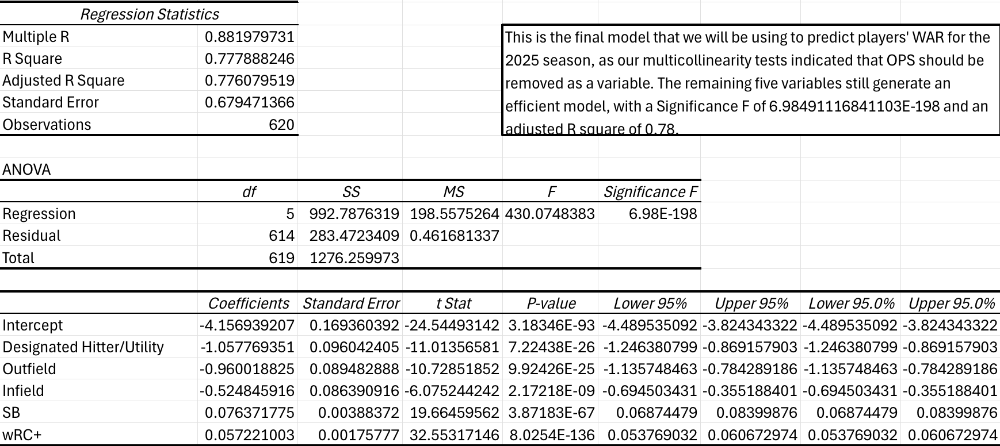 Regression Statistics
Multiple R 0.881979731
R Square 0.777888246
Adjusted R Square 0.776079519
Standard Error 0.679471366
Observations 620
This is the final model that we will be using to predict players' WAR for the
2025 season, as our multicollinearity tests indicated that OPS should be
removed as a variable. The remaining five variables still generate an
efficient model, with a Significance F of 6.98491116841103E-198 and an
adjusted R square of 0.78.
ANOVA
df SS MS F Significance F
Regression 5 992.7876319 198.5575264 430.0748383 6.98E-198
Residual 614 283.4723409 0.461681337
Total 619 1276.259973
Coefficients Standard Error t Stat P-value Lower 95% Upper 95% Lower 95.0% Upper 95.0%
Intercept -4.156939207 0.169360392 -24.54493142 3.18346E-93 -4.489535092 -3.824343322 -4.489535092 -3.824343322
Designated Hitter/Utility -1.057769351 0.096042405 -11.01356581 7.22438E-26 -1.246380799 -0.869157903 -1.246380799 -0.869157903
Outfield -0.960018825 0.089482888 -10.72851852 9.92426E-25 -1.135748463 -0.784289186 -1.135748463 -0.784289186
Infield -0.524845916 0.086390916 -6.075244242 2.17218E-09 -0.694503431 -0.355188401 -0.694503431 -0.355188401
SB 0.076371775 0.00388372 19.66459562 3.87183E-67 0.06874479 0.08399876 0.06874479 0.08399876
wRC+ 0.057221003 0.00175777 32.55317146 8.0254E-136 0.053769032 0.060672974 0.053769032 0.060672974